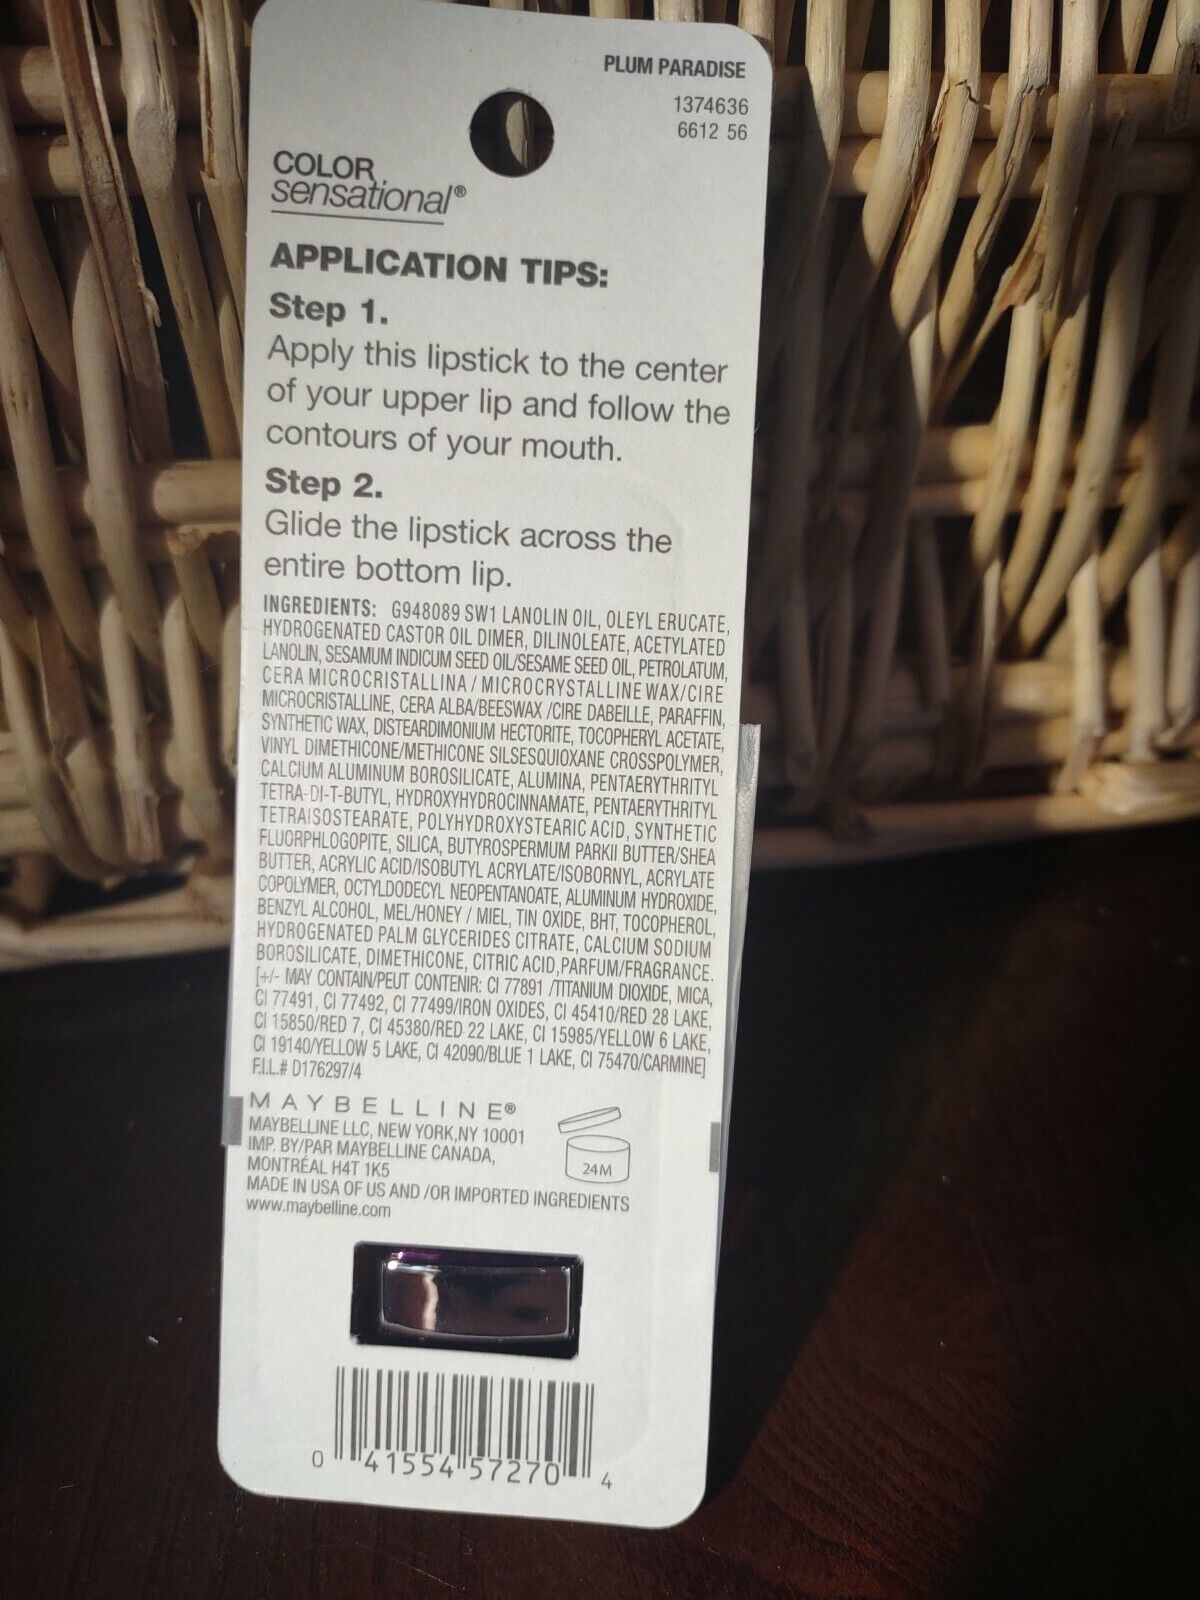 PLUM PARADISE
1374636
6612 56
COLOR
sensational®
APPLICATION TIPS:
Step 1.
Apply this lipstick to the center
of your upper lip and follow the
contours of your mouth.
Step 2.
Glide the lipstick across the
entire bottom lip.
INGREDIENTS: G948089 SW1 LANOLIN OIL, OLEYL ERUCATE,
HYDROGENATED CASTOR OIL DIMER, DILINOLEATE, ACETYLATED
LANOLIN, SESAMUM INDICUM SEED OIL/SESAME SEED OIL, PETROLATUM,
CERA MICROCRISTALLINA / MICROCRYSTALLINE WAX/CIRE
MICROCRISTALLINE, CERA ALBA/BEESWAX /CIRE DABEILLE, PARAFFIN,
SYNTHETIC WAX, DISTEARDIMONIUM HECTORITE, TOCOPHERYL ACETATE,
VINYL DIMETHICONE/METHICONE SILSESQUIOXANE CROSSPOLYMER,
CALCIUM ALUMINUM BOROSILICATE, ALUMINA, PENTAERYTHRITYL
TETRA-DI-T-BUTYL, HYDROXYHYDROCINNAMATE, PENTAERYTHRITYL
TETRAISOSTEARATE, POLYHYDROXYSTEARIC ACID, SYNTHETIC
FLUORPHLOGOPITE, SILICA, BUTYROSPERMUM PARKII BUTTER/SHEA
BUTTER, ACRYLIC ACID/ISOBUTYL ACRYLATE/ISOBORNYL, ACRYLATE
COPOLYMER, OCTYLDODECYL NEOPENTANOATE, ALUMINUM HYDROXIDE,
BENZYL ALCOHOL, MEL/HONEY / MIEL, TIN OXIDE, BHT, TOCOPHEROL,
HYDROGENATED PALM GLYCERIDES CITRATE, CALCIUM SODIUM
BOROSILICATE, DIMETHICONE, CITRIC ACID,PARFUM/FRAGRANCE.
[+/- MAY CONTAIN/PEUT CONTENIR: CI 77891 /TITANIUM DIOXIDE, MICA,
CI 77491, CI 77492, CI 77499/IRON OXIDES, CI 45410/RED 28 LAKE,
CI 15850/RED 7, CI 45380/RED 22 LAKE, CI 15985/YELLOW 6 LAKE,
CI 19140/YELLOW 5 LAKE, CI 42090/BLUE 1 LAKE, CI 75470/CARMINE]
F.I.L.# D176297/4
MAYBELLINE®
MAYBELLINE LLC, NEW YORK,NY 10001
IMP. BY/PAR MAYBELLINE CANADA,
MONTRÉAL H4T 1K5
MADE IN USA OF US AND /OR IMPORTED INGREDIENTS
www.maybelline.com
24M
0 41554 57270 4